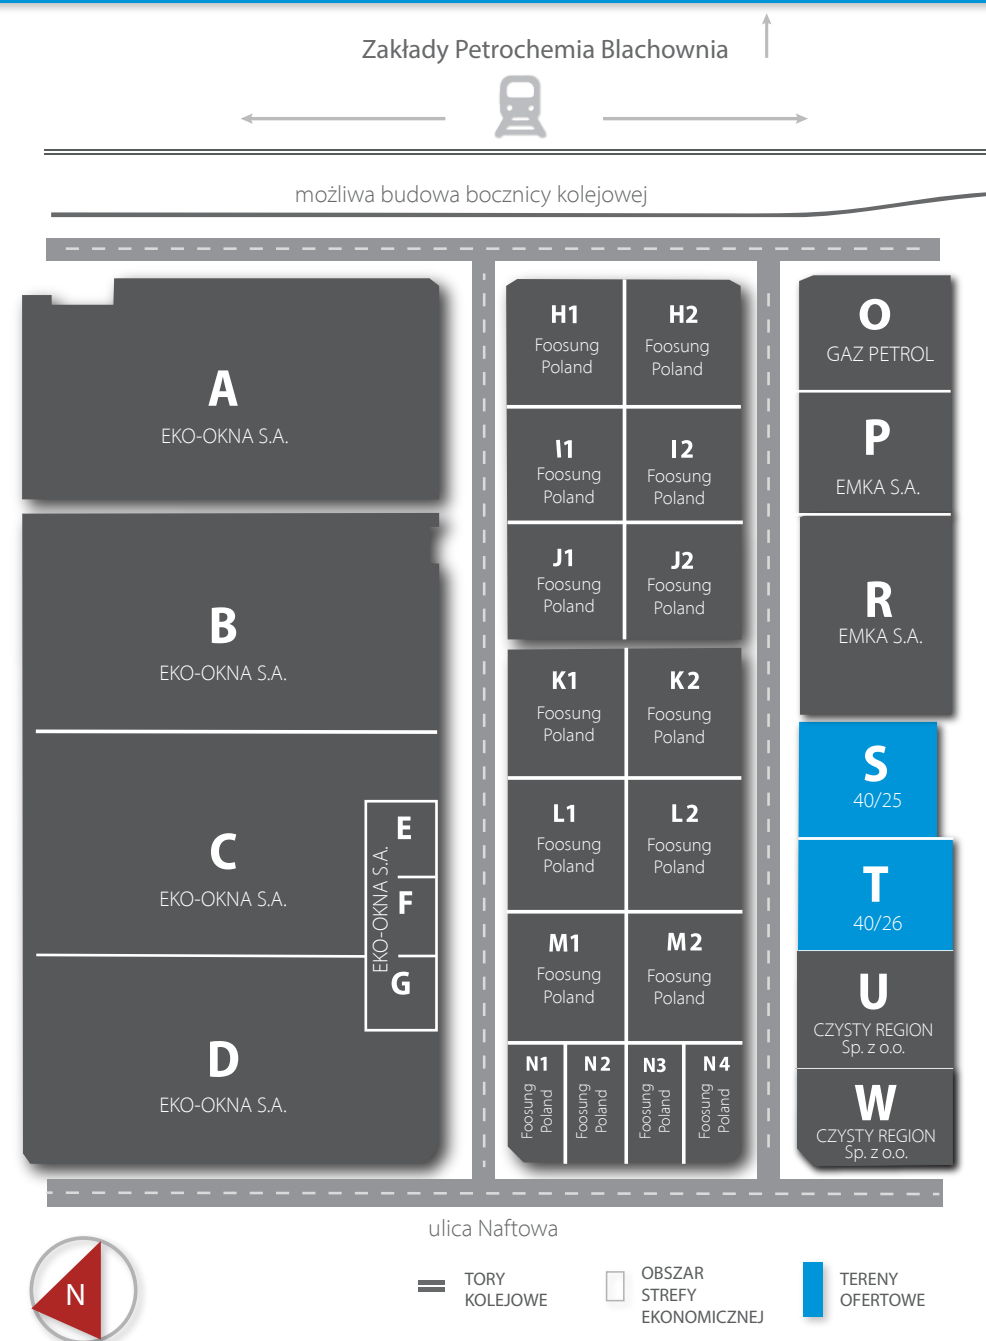 Zakłady Petrochemia Blachownia
możliwa budowa bocznicy kolejowej
A
EKO-OKNA S.A.
B
EKO-OKNA S.A.
C
EKO-OKNA S.A.
D
EKO-OKNA S.A.
E
F
G
EKO-OKNA S.A.
H1
Foosung
Poland
H2
Foosung
Poland
I1
Foosung
Poland
I2
Foosung
Poland
J1
Foosung
Poland
J2
Foosung
Poland
K1
Foosung
Poland
K2
Foosung
Poland
L1
Foosung
Poland
L2
Foosung
Poland
M1
Foosung
Poland
M2
Foosung
Poland
N1
Foosung
Poland
N2
Foosung
Poland
N3
Foosung
Poland
N4
Foosung
Poland
O
GAZ PETROL
P
EMKA S.A.
R
EMKA S.A.
S
40/25
T
40/26
U
CZYSTY REGION
Sp. z o.o.
W
CZYSTY REGION
Sp. z o.o.
ulica Naftowa
N
TORY
KOLEJOWE
OBSZAR
STREFY
EKONOMICZNEJ
TERENY
OFERTOWE